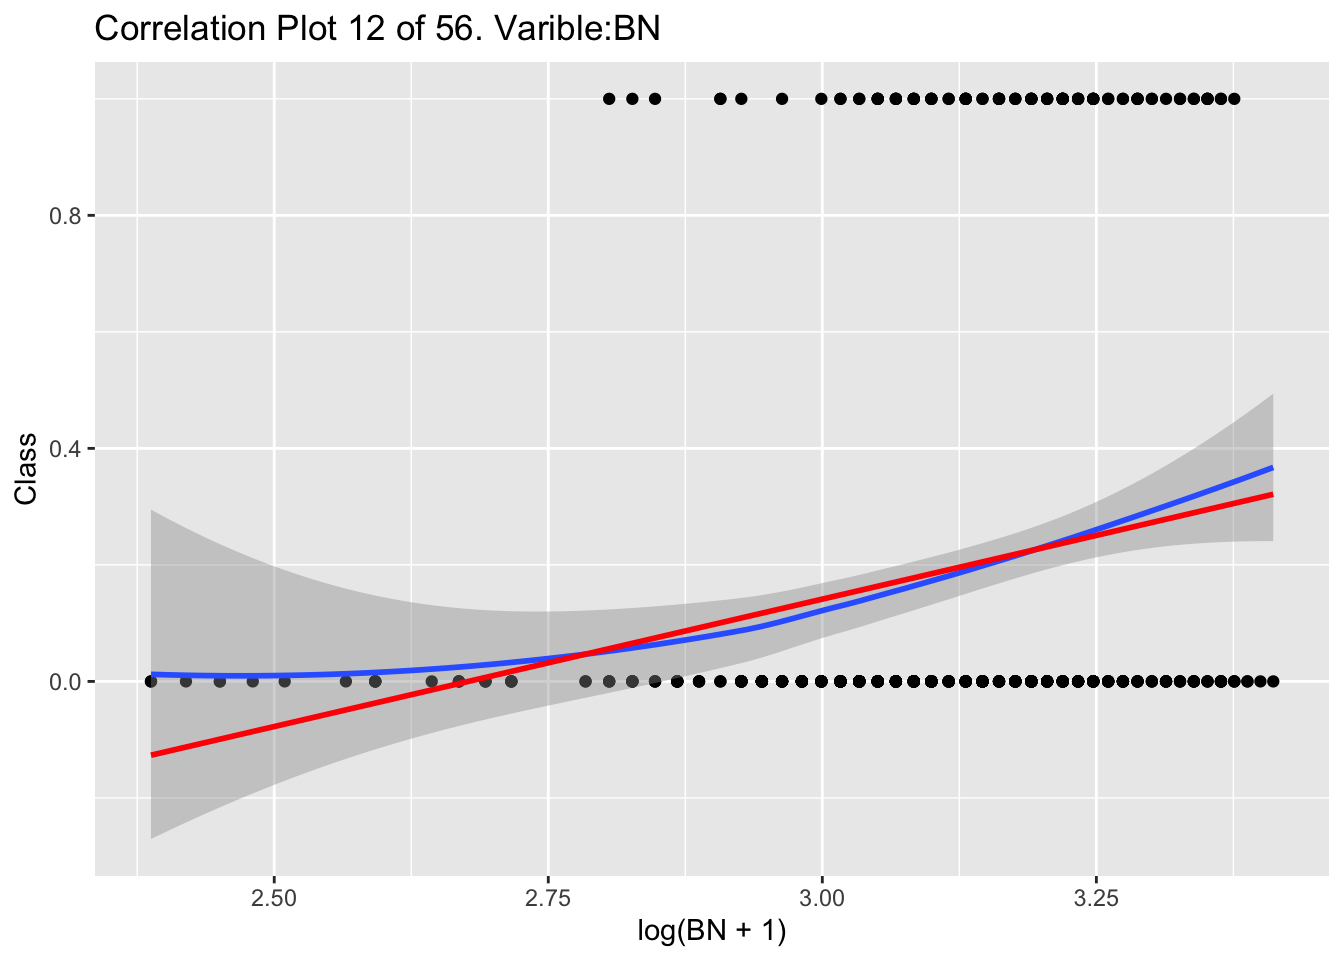 Correlation Plot 12 of 56. Varible:BN
0.8
0.4
0.0
Class
2.50 2.75 3.00 3.25
log(BN + 1)